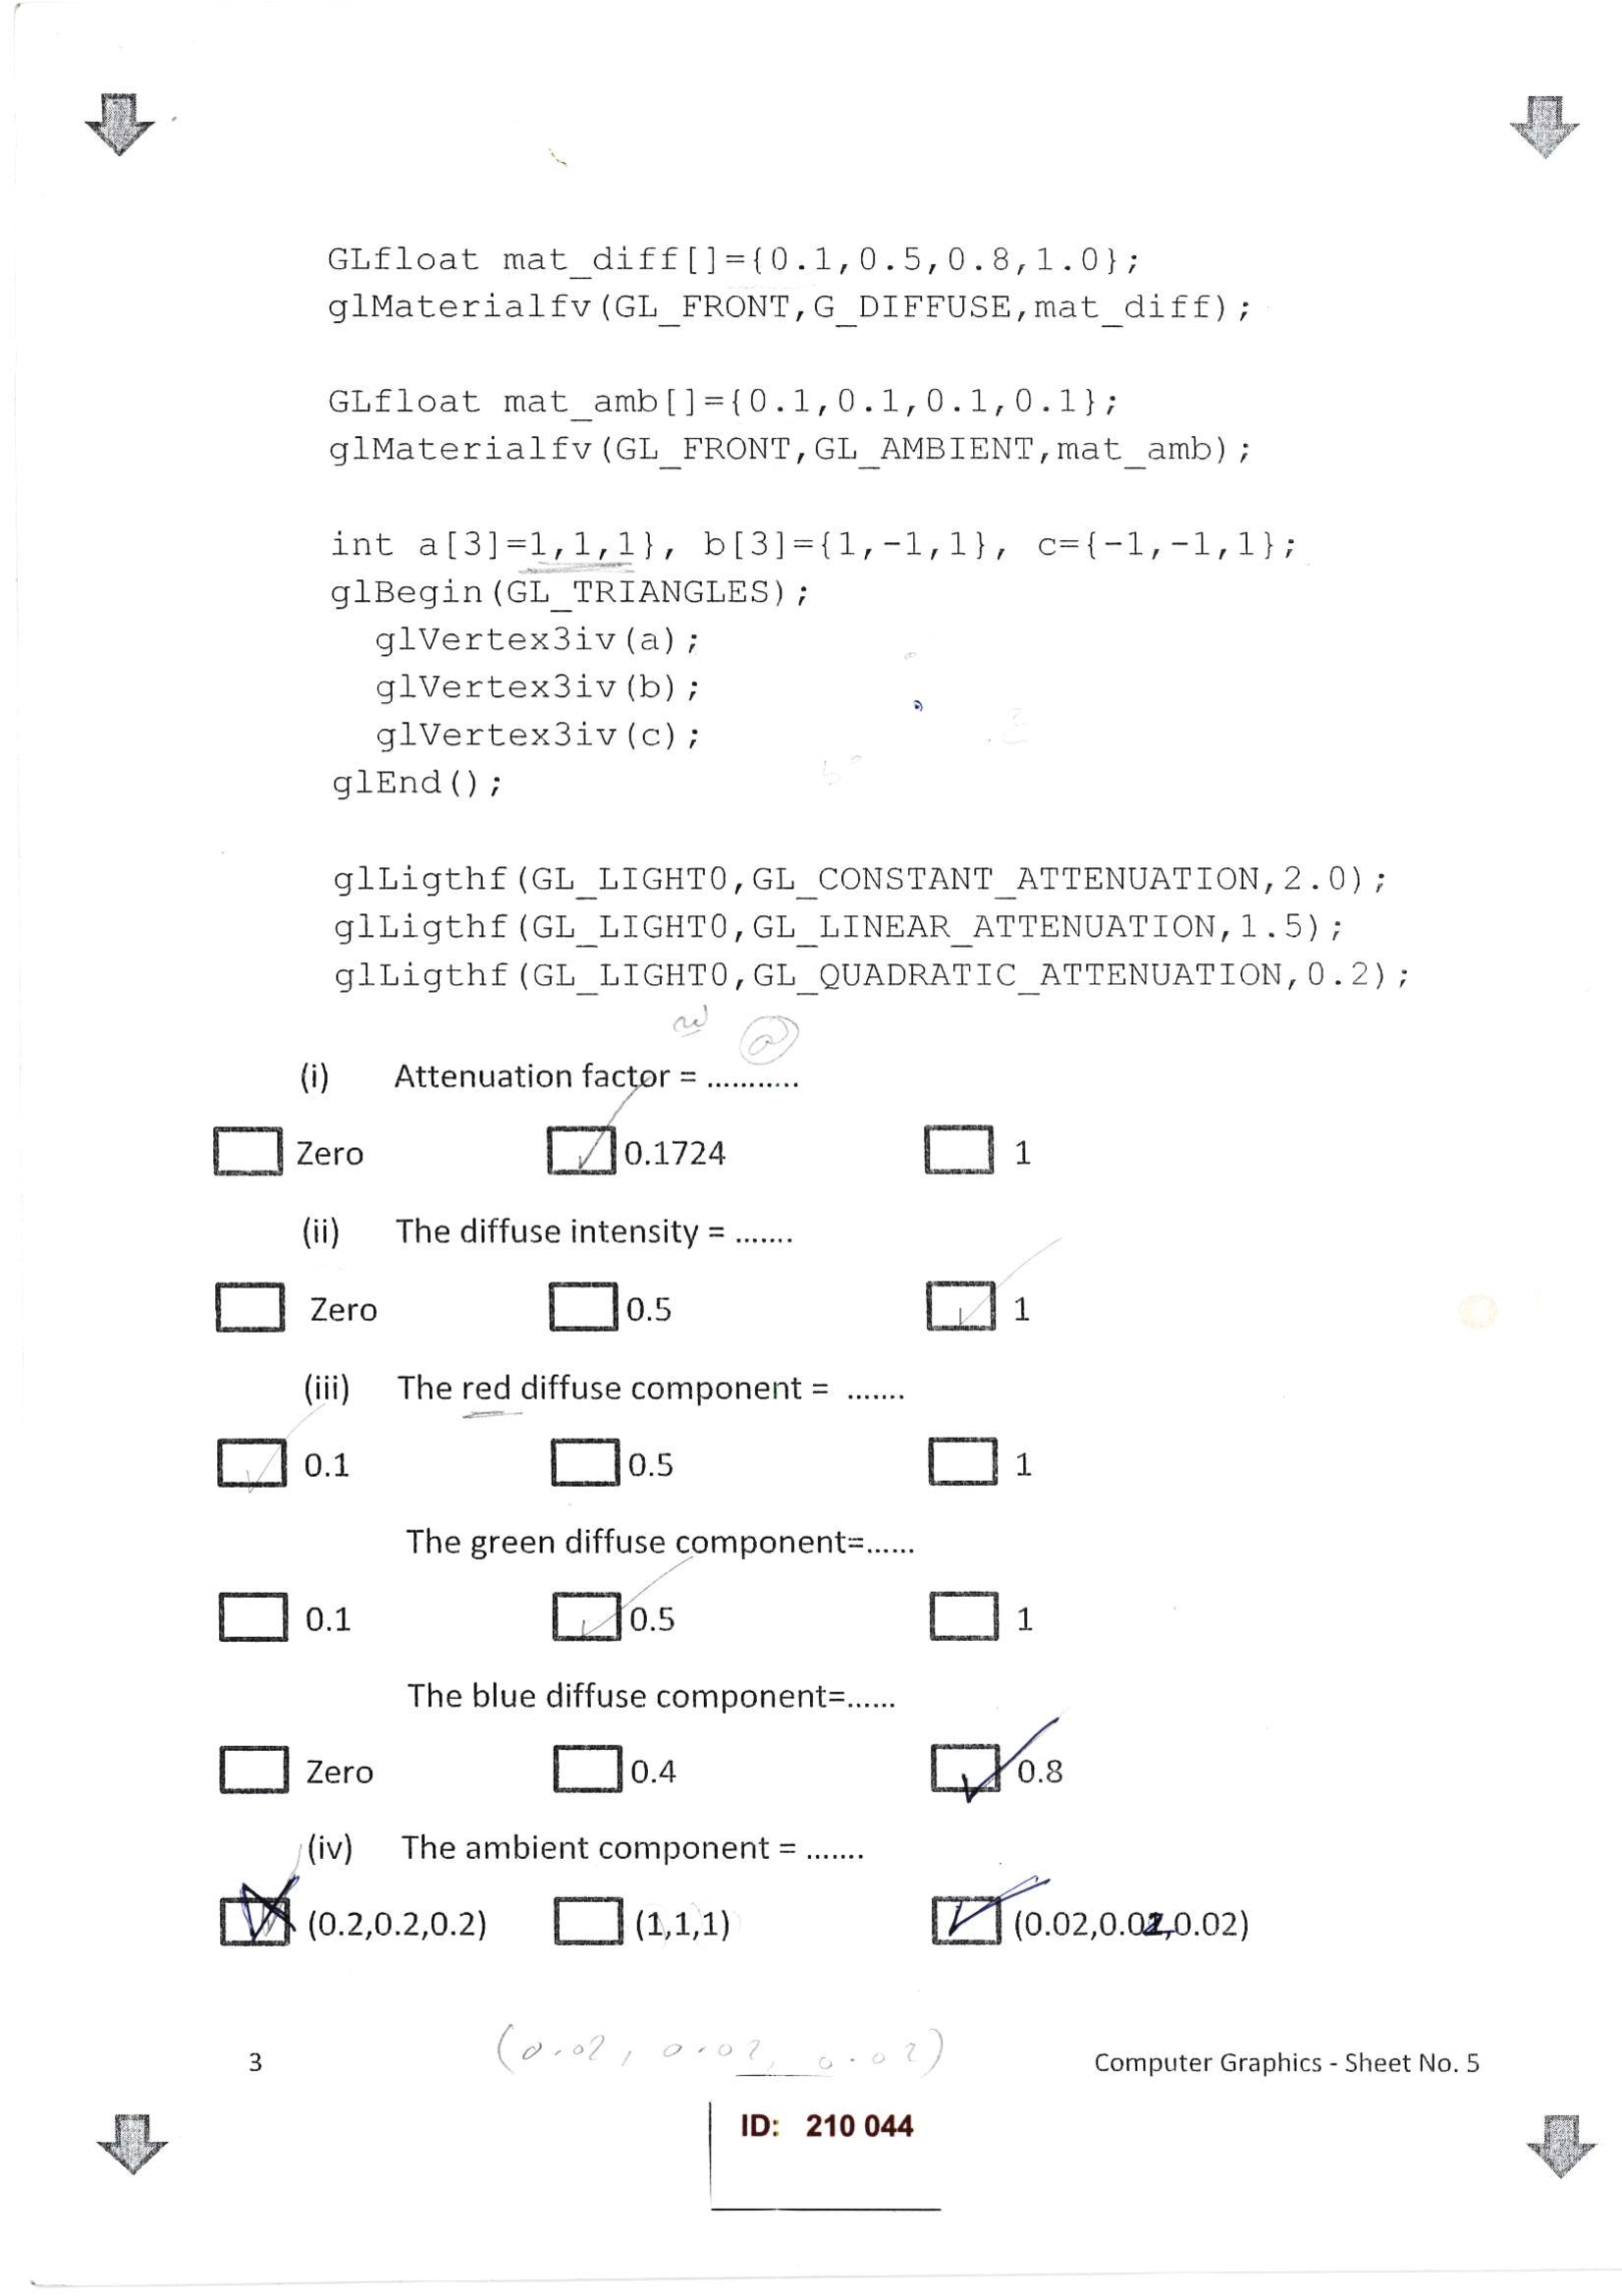 GLfloat mat_diff[]={0.1,0.5,0.8,1.0};
glMaterialfv(GL_FRONT,G_DIFFUSE,mat_diff);
GLfloat mat_amb[]={0.1,0.1,0.1,0.1};
glMaterialfv(GL_FRONT,GL_AMBIENT,mat_amb);
int a[3]=1,1,1}, b[3]={1,-1,1}, c={-1,-1,1};
glBegin(GL_TRIANGLES);
glVertex3iv(a);
glVertex3iv(b);
glVertex3iv(c);
glEnd();
glLigthf(GL_LIGHT0,GL_CONSTANT_ATTENUATION,2.0);
glLigthf(GL_LIGHT0,GL_LINEAR_ATTENUATION,1.5);
glLigthf(GL_LIGHT0,GL_QUADRATIC_ATTENUATION,0.2);
(i) Attenuation factor = ...........
Zero 0.1724 1
(ii) The diffuse intensity = .......
Zero 0.5 1
(iii) The red diffuse component = .......
0.1 0.5 1
The green diffuse component=......
0.1 0.5 1
The blue diffuse component=......
Zero 0.4 0.8
(iv) The ambient component = .......
(0.2,0.2,0.2) (1,1,1) (0.02,0.02,0.02)
(0.02, 0.02, 0.02)
3 Computer Graphics - Sheet No. 5
ID: 210 044